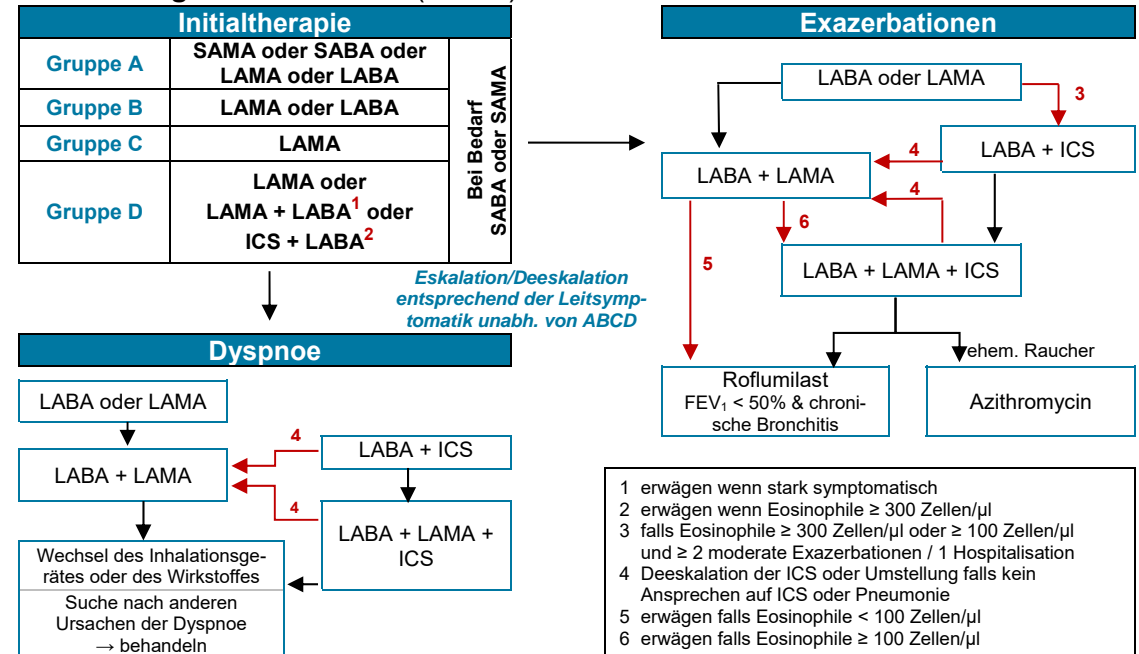 Initialtherapie
Gruppe A
SAMA oder SABA oder
LAMA oder LABA
Gruppe B
LAMA oder LABA
Gruppe C
LAMA
Gruppe D
LAMA oder
LAMA + LABA1 oder
ICS + LABA2
Bei Bedarf
SABA oder SAMA
Eskalation/Deeskalation
entsprechend der Leitsymp-
tomatik unabh. von ABCD
Dyspnoe
LABA oder LAMA
LABA + LAMA
4
LABA + ICS
4
LABA + LAMA +
ICS
Wechsel des Inhalationsge-
rätes oder des Wirkstoffes
Suche nach anderen
Ursachen der Dyspnoe
→ behandeln
Exazerbationen
LABA oder LAMA
3
LABA + ICS
4
LABA + LAMA
4
6
5
LABA + LAMA + ICS
ehem. Raucher
Roflumilast
FEV1 < 50% & chroni-
sche Bronchitis
Azithromycin
1 erwägen wenn stark symptomatisch
2 erwägen wenn Eosinophile ≥ 300 Zellen/µl
3 falls Eosinophile ≥ 300 Zellen/µl oder ≥ 100 Zellen/µl
und ≥ 2 moderate Exazerbationen / 1 Hospitalisation
4 Deeskalation der ICS oder Umstellung falls kein
Ansprechen auf ICS oder Pneumonie
5 erwägen falls Eosinophile < 100 Zellen/µl
6 erwägen falls Eosinophile ≥ 100 Zellen/µl